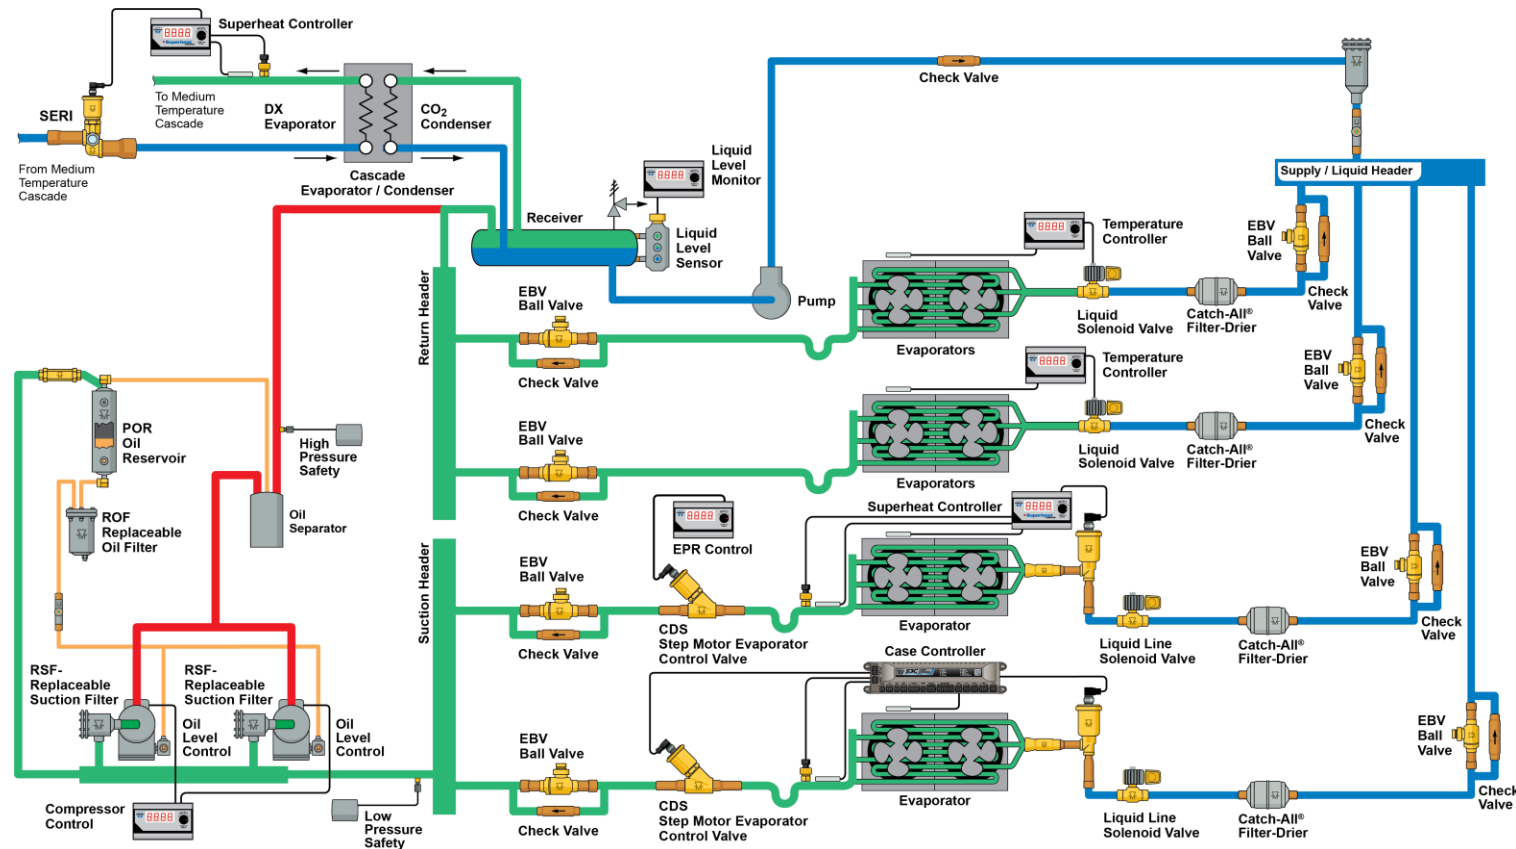 Superheat Controller
SERI
To Medium
Temperature
Cascade
From Medium
Temperature
Cascade
DX
Evaporator
CO₂
Condenser
Cascade
Evaporator / Condenser
Liquid
Level
Monitor
Receiver
Liquid
Level
Sensor
Pump
Check Valve
Supply / Liquid Header
Temperature
Controller
EBV
Ball
Valve
Check
Valve
Liquid
Solenoid Valve
Catch-All®
Filter-Drier
Evaporators
EBV
Ball Valve
Check Valve
Return Header
Temperature
Controller
EBV
Ball
Valve
Check
Valve
Liquid
Solenoid Valve
Catch-All®
Filter-Drier
Evaporators
EBV
Ball Valve
Check Valve
POR
Oil
Reservoir
High
Pressure
Safety
ROF
Replaceable
Oil Filter
Oil
Separator
Superheat Controller
EPR Control
EBV
Ball
Valve
Check
Valve
Suction Header
EBV
Ball Valve
Check Valve
CDS
Step Motor Evaporator
Control Valve
Evaporator
Liquid Line
Solenoid Valve
Catch-All®
Filter-Drier
Case Controller
RSF-
Replaceable
Suction Filter
RSF-
Replaceable
Suction Filter
Oil
Level
Control
Oil
Level
Control
EBV
Ball Valve
Check Valve
CDS
Step Motor Evaporator
Control Valve
Evaporator
Liquid Line
Solenoid Valve
Catch-All®
Filter-Drier
EBV
Ball
Valve
Check
Valve
Compressor
Control
Low
Pressure
Safety